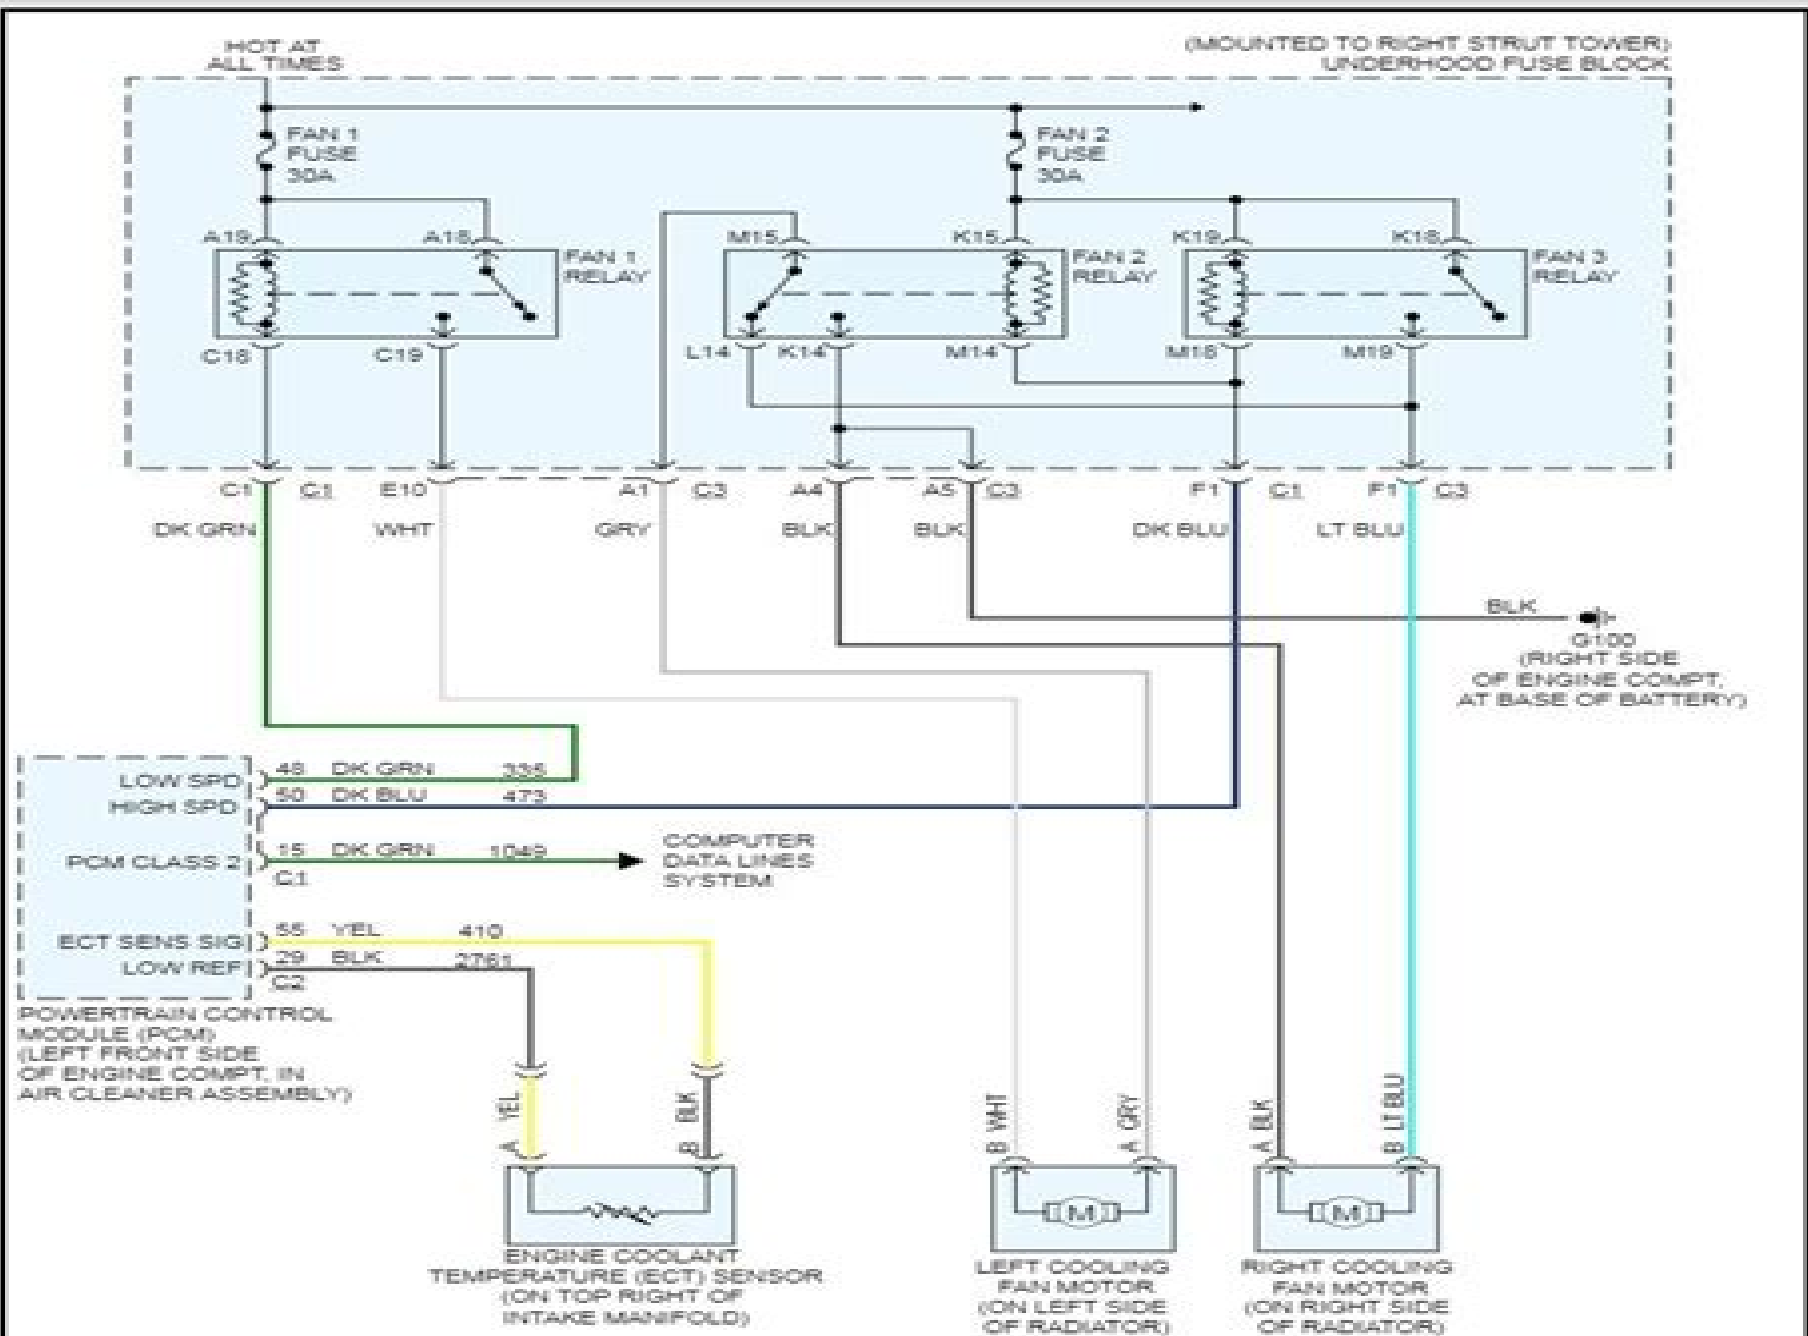 HOT AT
ALL TIMES
(MOUNTED TO RIGHT STRUT TOWER)
UNDERHOOD FUSE BLOCK
FAN 1
FUSE
30A
FAN 2
FUSE
30A
A19
A18
FAN 1
RELAY
M15
K15
FAN 2
RELAY
K19
K18
FAN 3
RELAY
C18
C19
L14
K14
M14
M18
M19
C1
C1
E10
A1
C3
A4
A5
C3
F1
C1
F1
C3
DK GRN
WHT
GRY
BLK
BLK
DK BLU
LT BLU
BLK
G100
(RIGHT SIDE
OF ENGINE COMPT,
AT BASE OF BATTERY)
LOW SPD
48
DK GRN
335
HIGH SPD
50
DK BLU
473
PCM CLASS 2
15
DK GRN
1049
C1
COMPUTER
DATA LINES
SYSTEM
ECT SENS SIG
55
YEL
410
LOW REF
29
BLK
2761
C2
POWERTRAIN CONTROL
MODULE (PCM)
(LEFT FRONT SIDE
OF ENGINE COMPT, IN
AIR CLEANER ASSEMBLY)
A YEL
B BLK
B WHT
A GRY
A BLK
B LT BLU
M
M
ENGINE COOLANT
TEMPERATURE (ECT) SENSOR
(ON TOP RIGHT OF
INTAKE MANIFOLD)
LEFT COOLING
FAN MOTOR
(ON LEFT SIDE
OF RADIATOR)
RIGHT COOLING
FAN MOTOR
(ON RIGHT SIDE
OF RADIATOR)